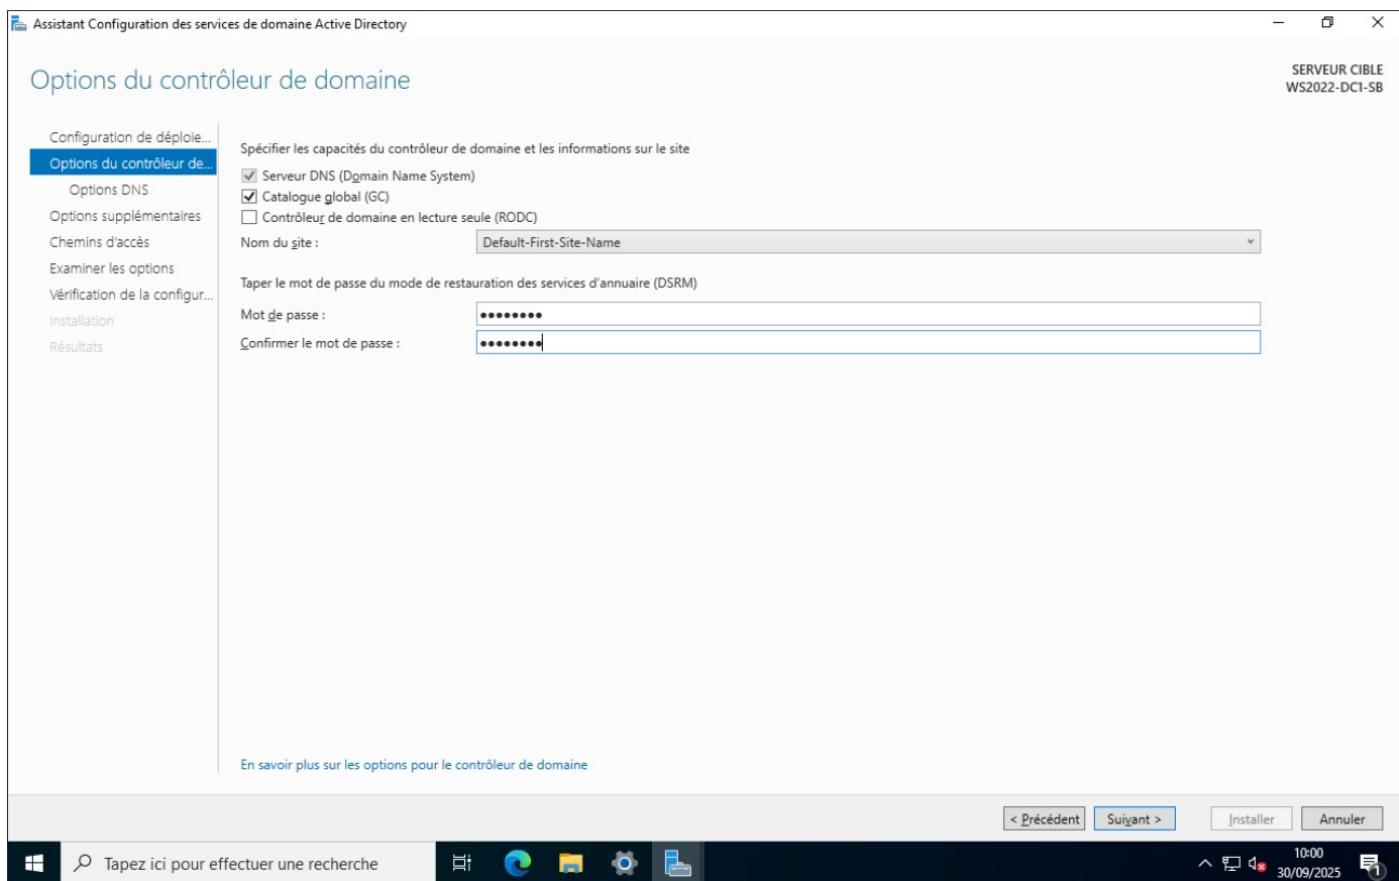 Assistant Configuration des services de domaine Active Directory
Options du contrôleur de domaine
SERVEUR CIBLE
WS2022-DC1-SB
Configuration de déploie...
Options du contrôleur de...
Options DNS
Options supplémentaires
Chemins d'accès
Examiner les options
Vérification de la configur...
Installation
Résultats
Spécifier les capacités du contrôleur de domaine et les informations sur le site
Serveur DNS (Domain Name System)
Catalogue global (GC)
Contrôleur de domaine en lecture seule (RODC)
Nom du site : Default-First-Site-Name
Taper le mot de passe du mode de restauration des services d'annuaire (DSRM)
Mot de passe : ●●●●●●●●
Confirmer le mot de passe : ●●●●●●●●
En savoir plus sur les options pour le contrôleur de domaine
< Précédent Suivant > Installer Annuler
Tapez ici pour effectuer une recherche
10:00
30/09/2025
1